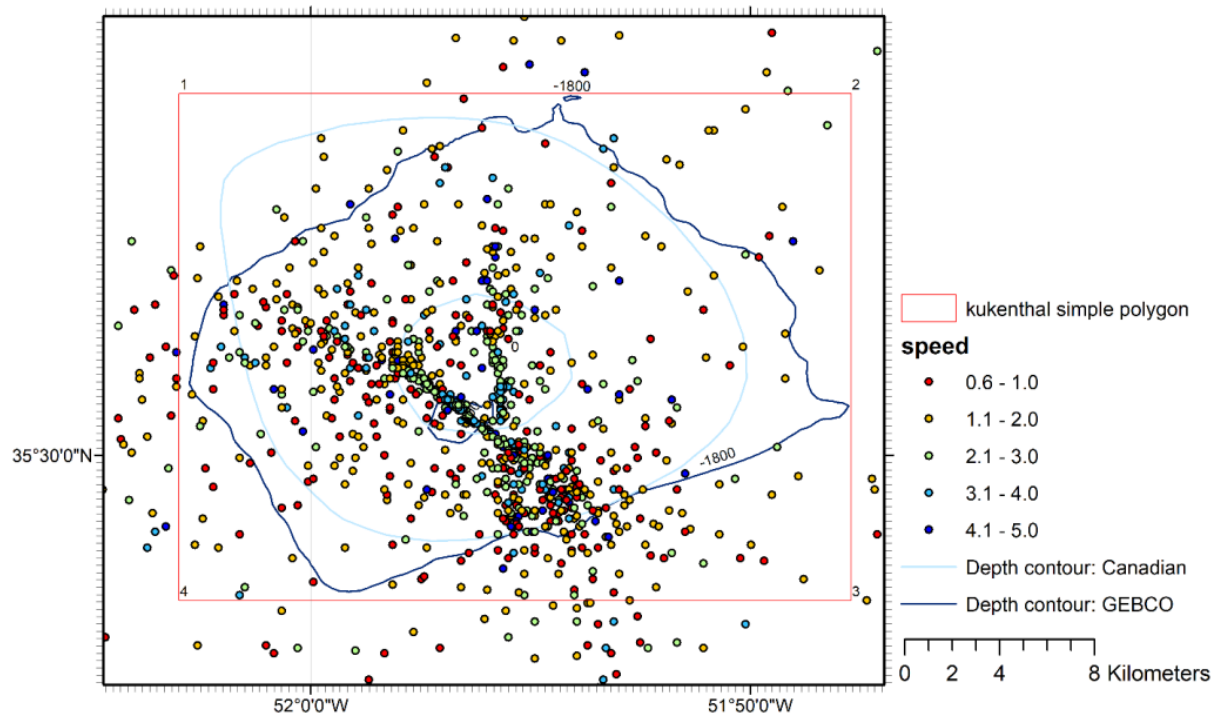 1
2
-1800
-1800
4
3
35°30'0"N
52°0'0"W
51°50'0"W
kukenthal simple polygon
speed
0.6 - 1.0
1.1 - 2.0
2.1 - 3.0
3.1 - 4.0
4.1 - 5.0
Depth contour: Canadian
Depth contour: GEBCO
0 2 4 8 Kilometers